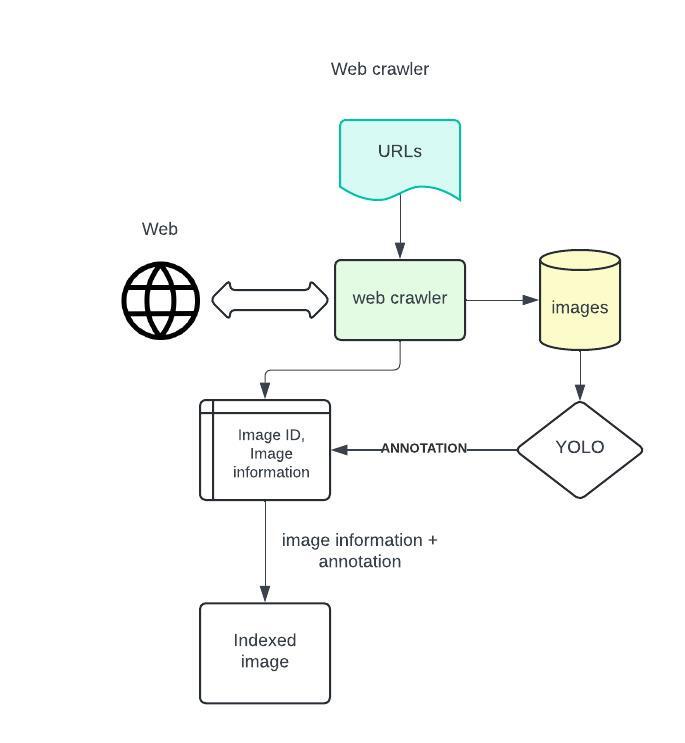 Web crawler
URLs
Web
web crawler
images
Image ID,
Image
information
ANNOTATION
YOLO
image information +
annotation
Indexed
image